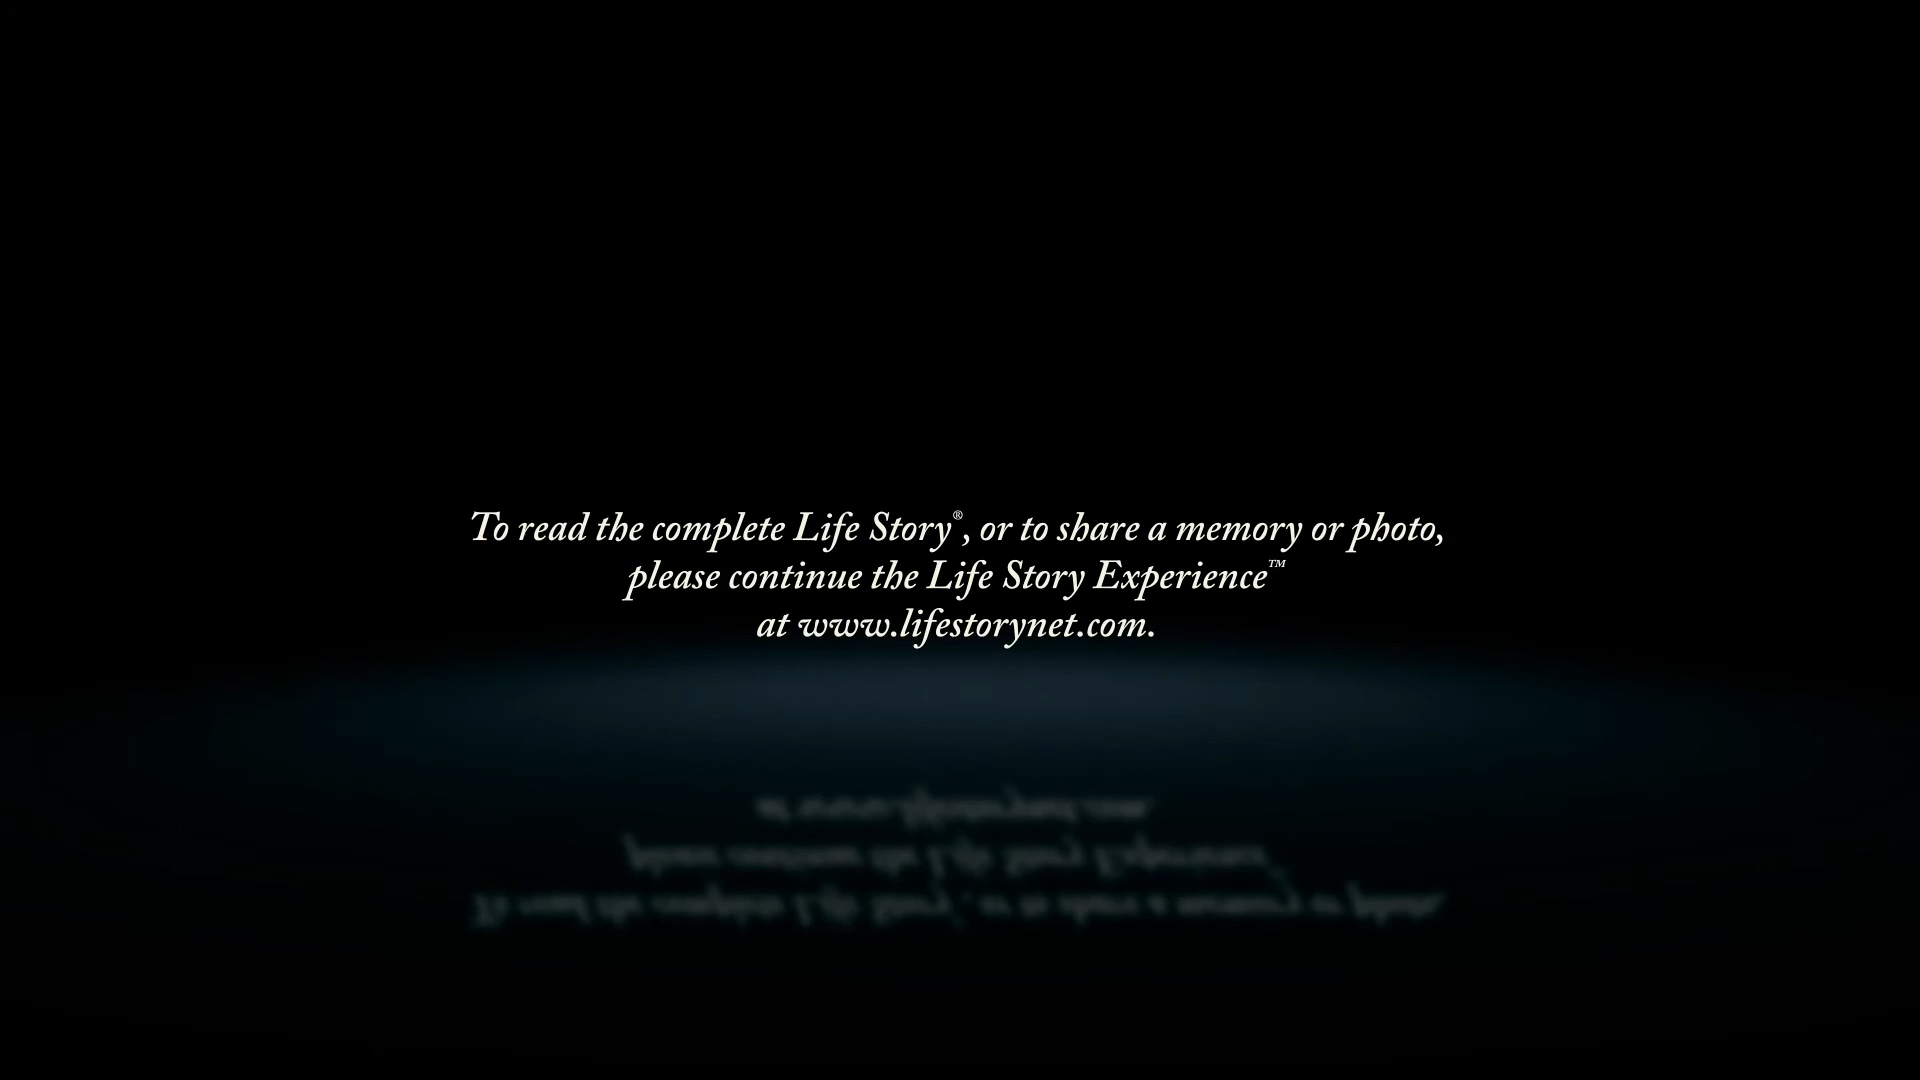 To read the complete Life Story®, or to share a memory or photo,
please continue the Life Story Experience™
at www.lifestorynet.com.